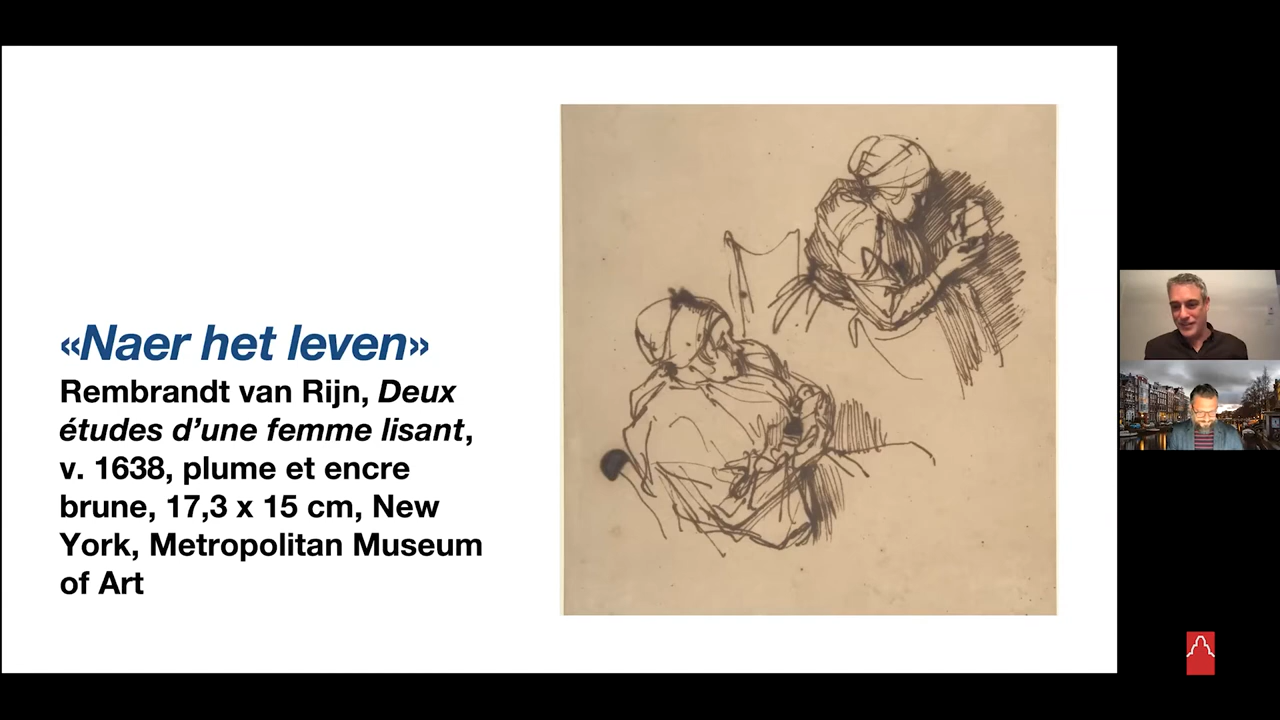 «Naer het leven»
Rembrandt van Rijn, Deux
études d’une femme lisant,
v. 1638, plume et encre
brune, 17,3 x 15 cm, New
York, Metropolitan Museum
of Art